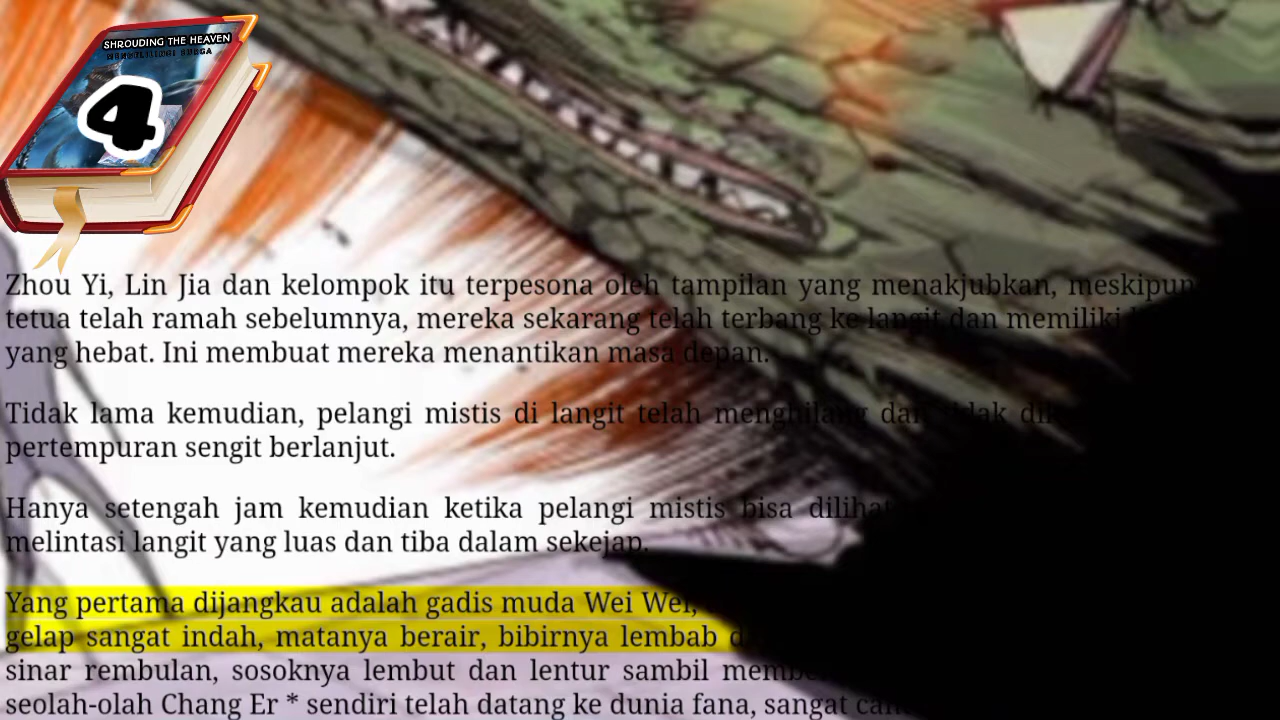 SHROUDING THE HEAVEN
MENYELIMUTI SURGA
4
Zhou Yi, Lin Jia dan kelompok itu terpesona oleh tampilan yang menakjubkan, meskipun
tetua telah ramah sebelumnya, mereka sekarang telah terbang ke langit dan memiliki
yang hebat. Ini membuat mereka menantikan masa depan.
Tidak lama kemudian, pelangi mistis di langit telah menghilang dan tidak
pertempuran sengit berlanjut.
Hanya setengah jam kemudian ketika pelangi mistis bisa dilihat
melintasi langit yang luas dan tiba dalam sekejap.
Yang pertama dijangkau adalah gadis muda Wei Wei,
gelap sangat indah, matanya berair, bibirnya lembab
sinar rembulan, sosoknya lembut dan lentur sambil
seolah-olah Chang Er * sendiri telah datang ke dunia fana, sangat